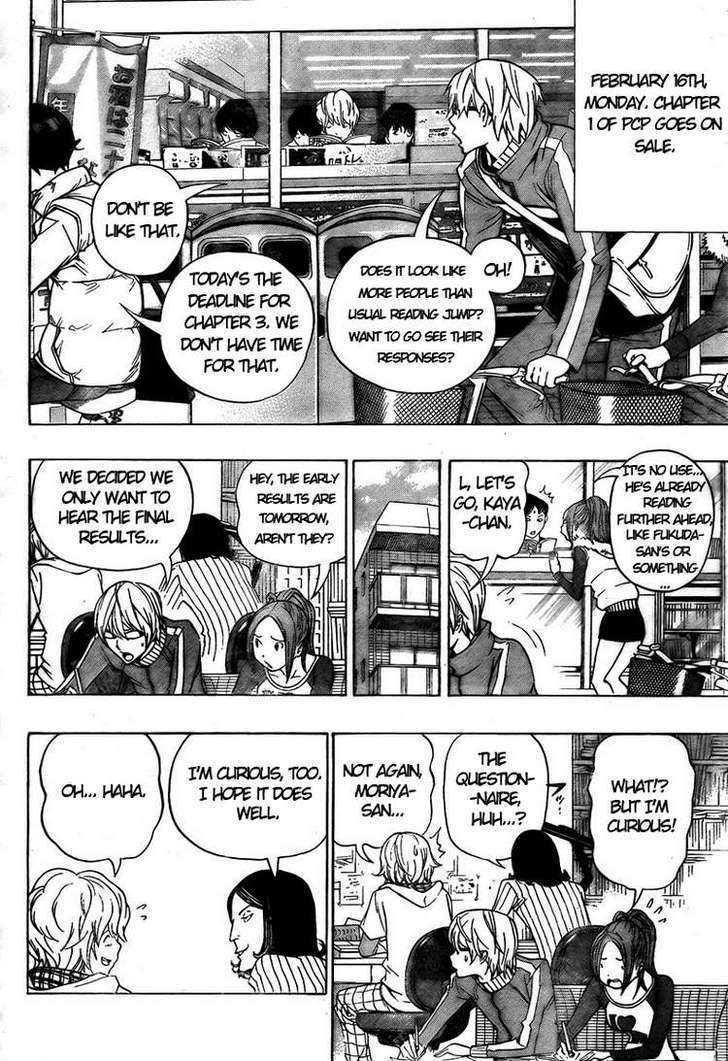 FEBRUARY 16TH,
MONDAY. CHAPTER
1 OF PCP GOES ON
SALE.
OH!
DOES IT LOOK LIKE
MORE PEOPLE THAN
USUAL READING JUMP?
WANT TO GO SEE THEIR
RESPONSES?
DON'T BE
LIKE THAT.
TODAY'S THE
DEADLINE FOR
CHAPTER 3. WE
DON'T HAVE TIME
FOR THAT.
IT'S NO USE...
HE'S ALREADY
READING
FURTHER AHEAD,
LIKE FUKUDA-
SAN'S OR
SOMETHING
...
L, LET'S
GO, KAYA
-CHAN.
HEY, THE EARLY
RESULTS ARE
TOMORROW,
AREN'T THEY?
WE DECIDED WE
ONLY WANT TO
HEAR THE FINAL
RESULTS...
WHAT!?
BUT I'M
CURIOUS!
THE
QUESTION-
-NAIRE,
HUH...?
NOT AGAIN,
MORIYA-
SAN...
I'M CURIOUS, TOO.
I HOPE IT DOES
WELL.
OH... HAHA.